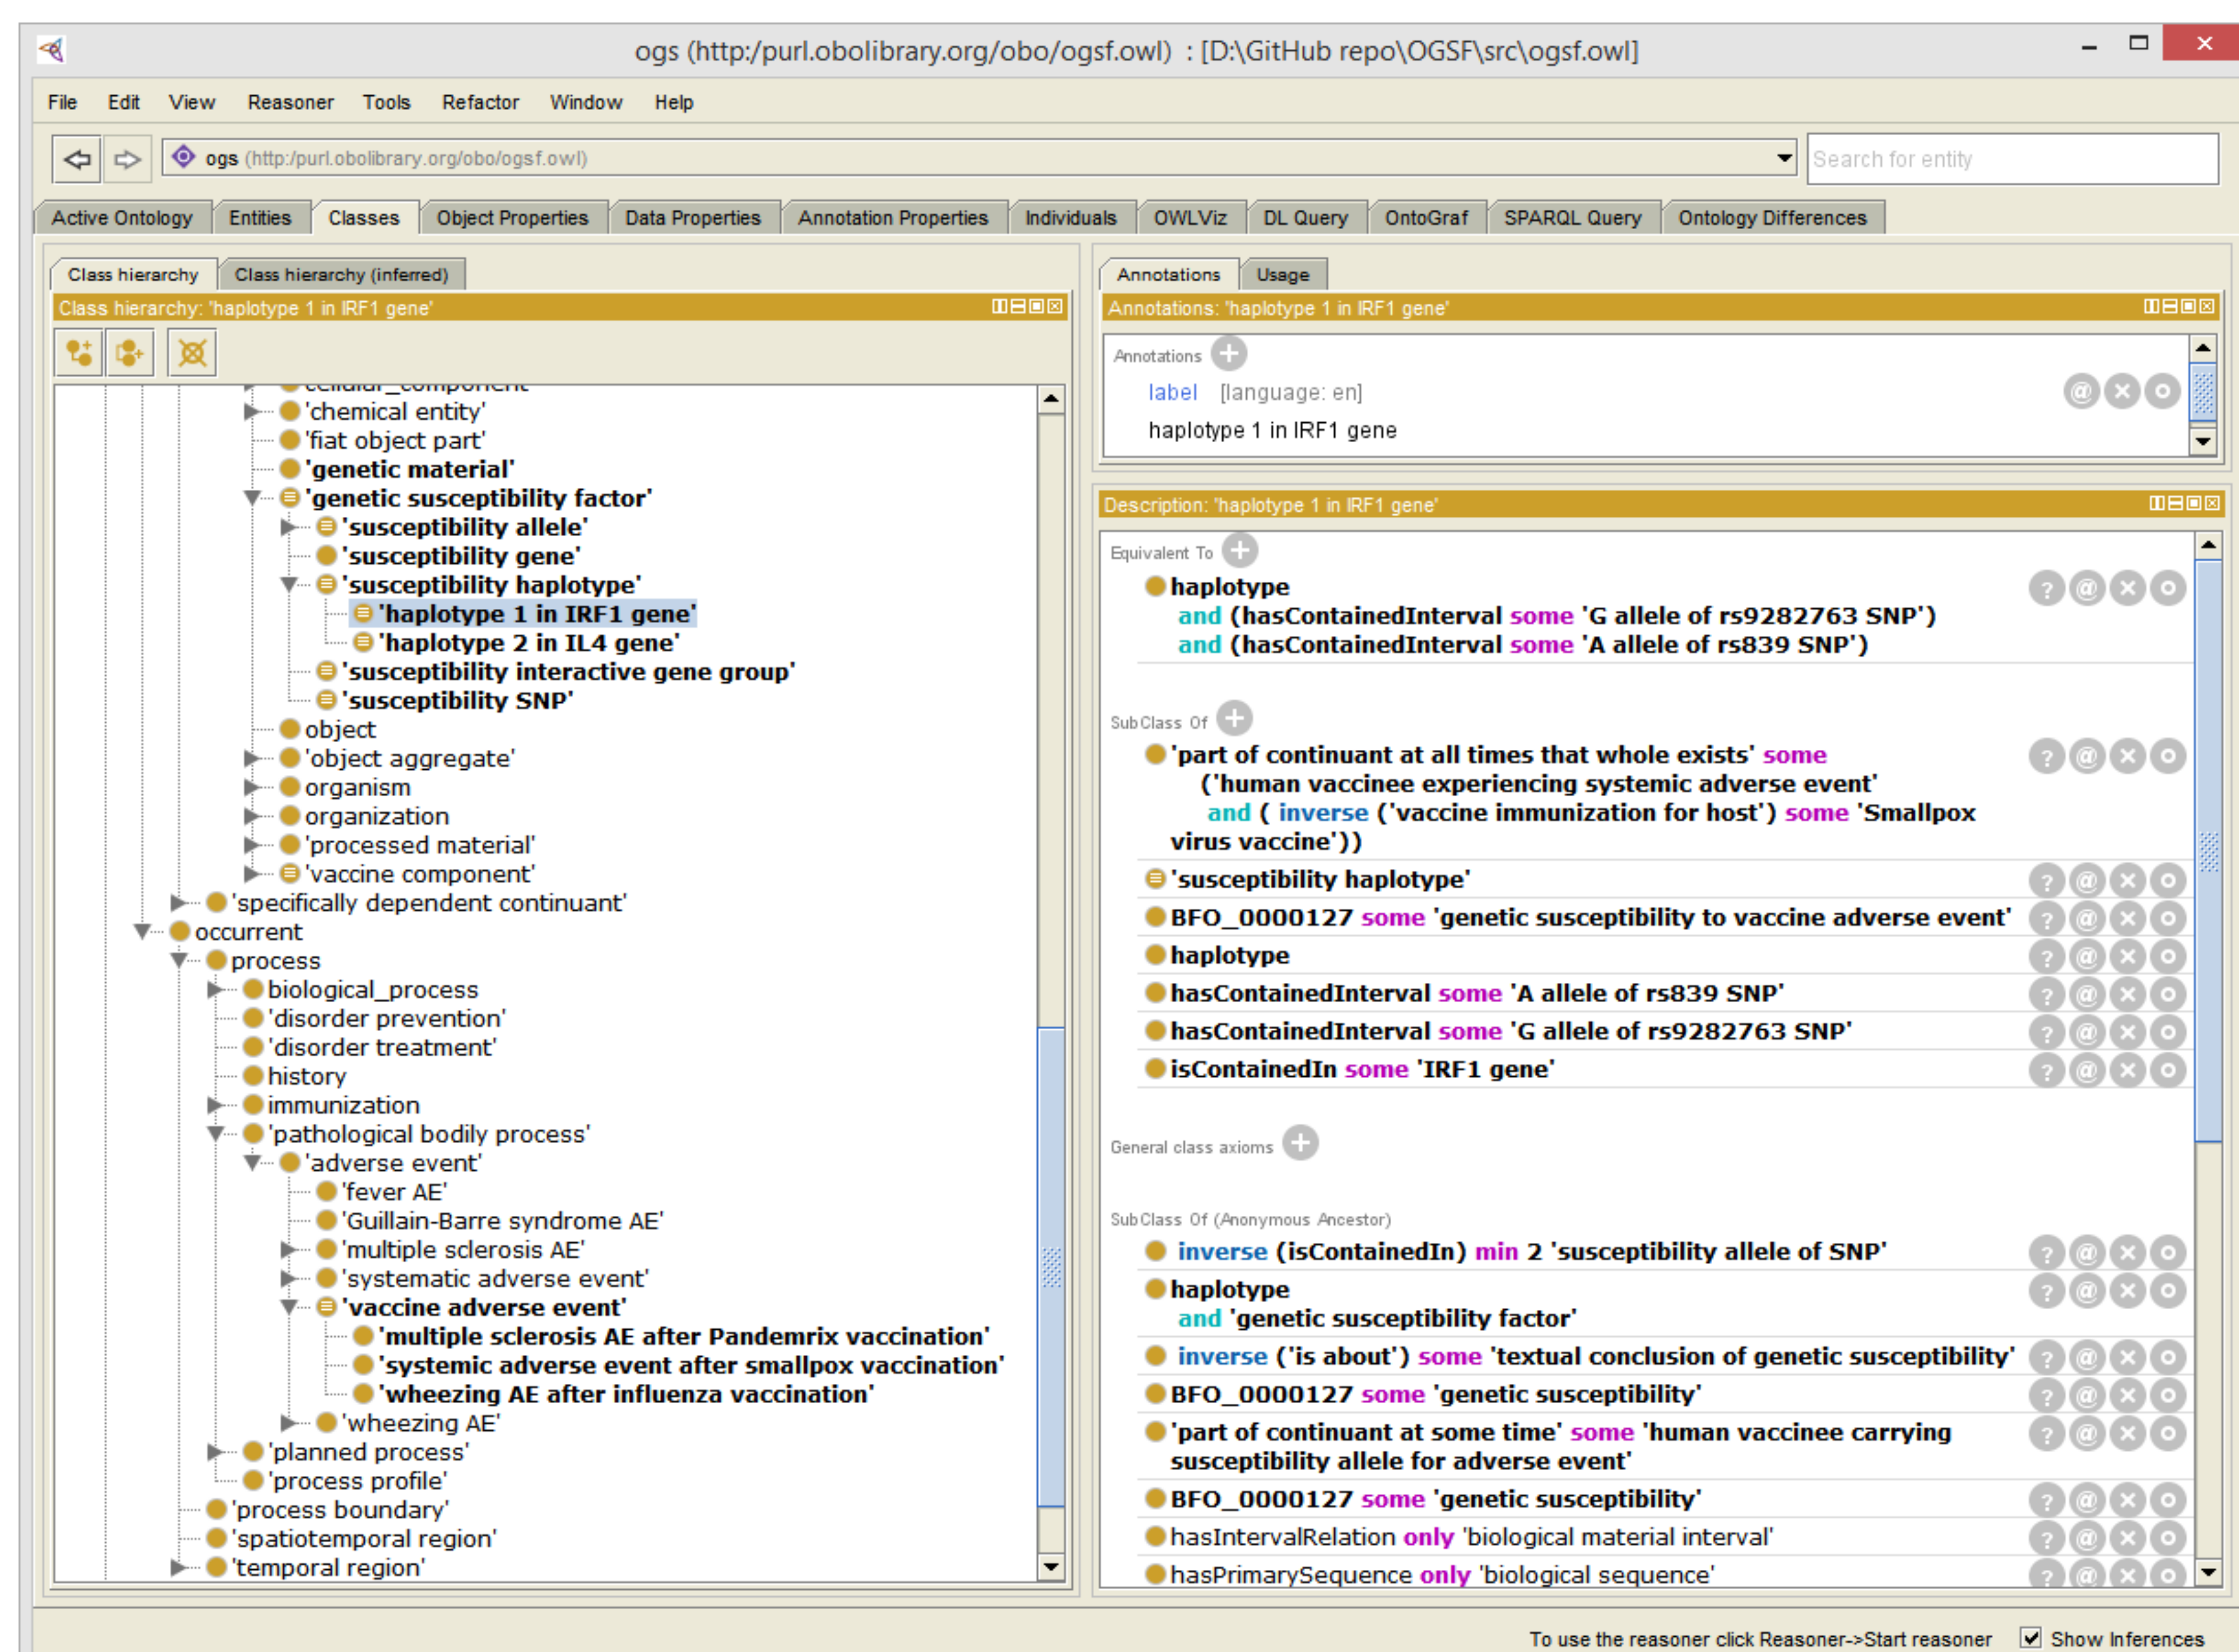 ogs (http:/purl.obolibrary.org/obo/ogsf.owl) : [D:\GitHub repo\OGSF\src\ogsf.owl]
File Edit View Reasoner Tools Refactor Window Help
ogs (http:/purl.obolibrary.org/obo/ogsf.owl)
Search for entity
Active Ontology Entities Classes Object Properties Data Properties Annotation Properties Individuals OWLViz DL Query OntoGraf SPARQL Query Ontology Differences
Class hierarchy Class hierarchy (inferred)
Class hierarchy: 'haplotype 1 in IRF1 gene'
cellular_component
'chemical entity'
'fiat object part'
'genetic material'
'genetic susceptibility factor'
'susceptibility allele'
'susceptibility gene'
'susceptibility haplotype'
'haplotype 1 in IRF1 gene'
'haplotype 2 in IL4 gene'
'susceptibility interactive gene group'
'susceptibility SNP'
object
'object aggregate'
organism
organization
'processed material'
'vaccine component'
'specifically dependent continuant'
occurrent
process
biological_process
'disorder prevention'
'disorder treatment'
history
immunization
'pathological bodily process'
'adverse event'
'fever AE'
'Guillain-Barre syndrome AE'
'multiple sclerosis AE'
'systematic adverse event'
'vaccine adverse event'
'multiple sclerosis AE after Pandemrix vaccination'
'systemic adverse event after smallpox vaccination'
'wheezing AE after influenza vaccination'
'wheezing AE'
'planned process'
'process profile'
'process boundary'
'spatiotemporal region'
'temporal region'
Annotations Usage
Annotations: 'haplotype 1 in IRF1 gene'
Annotations
label [language: en]
haplotype 1 in IRF1 gene
Description: 'haplotype 1 in IRF1 gene'
Equivalent To
haplotype
and (hasContainedInterval some 'G allele of rs9282763 SNP')
and (hasContainedInterval some 'A allele of rs839 SNP')
SubClass Of
'part of continuant at all times that whole exists' some
('human vaccinee experiencing systemic adverse event'
and ( inverse ('vaccine immunization for host') some 'Smallpox
virus vaccine'))
'susceptibility haplotype'
BFO_0000127 some 'genetic susceptibility to vaccine adverse event'
haplotype
hasContainedInterval some 'A allele of rs839 SNP'
hasContainedInterval some 'G allele of rs9282763 SNP'
isContainedIn some 'IRF1 gene'
General class axioms
SubClass Of (Anonymous Ancestor)
inverse (isContainedIn) min 2 'susceptibility allele of SNP'
haplotype
and 'genetic susceptibility factor'
inverse ('is about') some 'textual conclusion of genetic susceptibility'
BFO_0000127 some 'genetic susceptibility'
'part of continuant at some time' some 'human vaccinee carrying
susceptibility allele for adverse event'
BFO_0000127 some 'genetic susceptibility'
hasIntervalRelation only 'biological material interval'
hasPrimarySequence only 'biological sequence'
To use the reasoner click Reasoner->Start reasoner Show Inferences